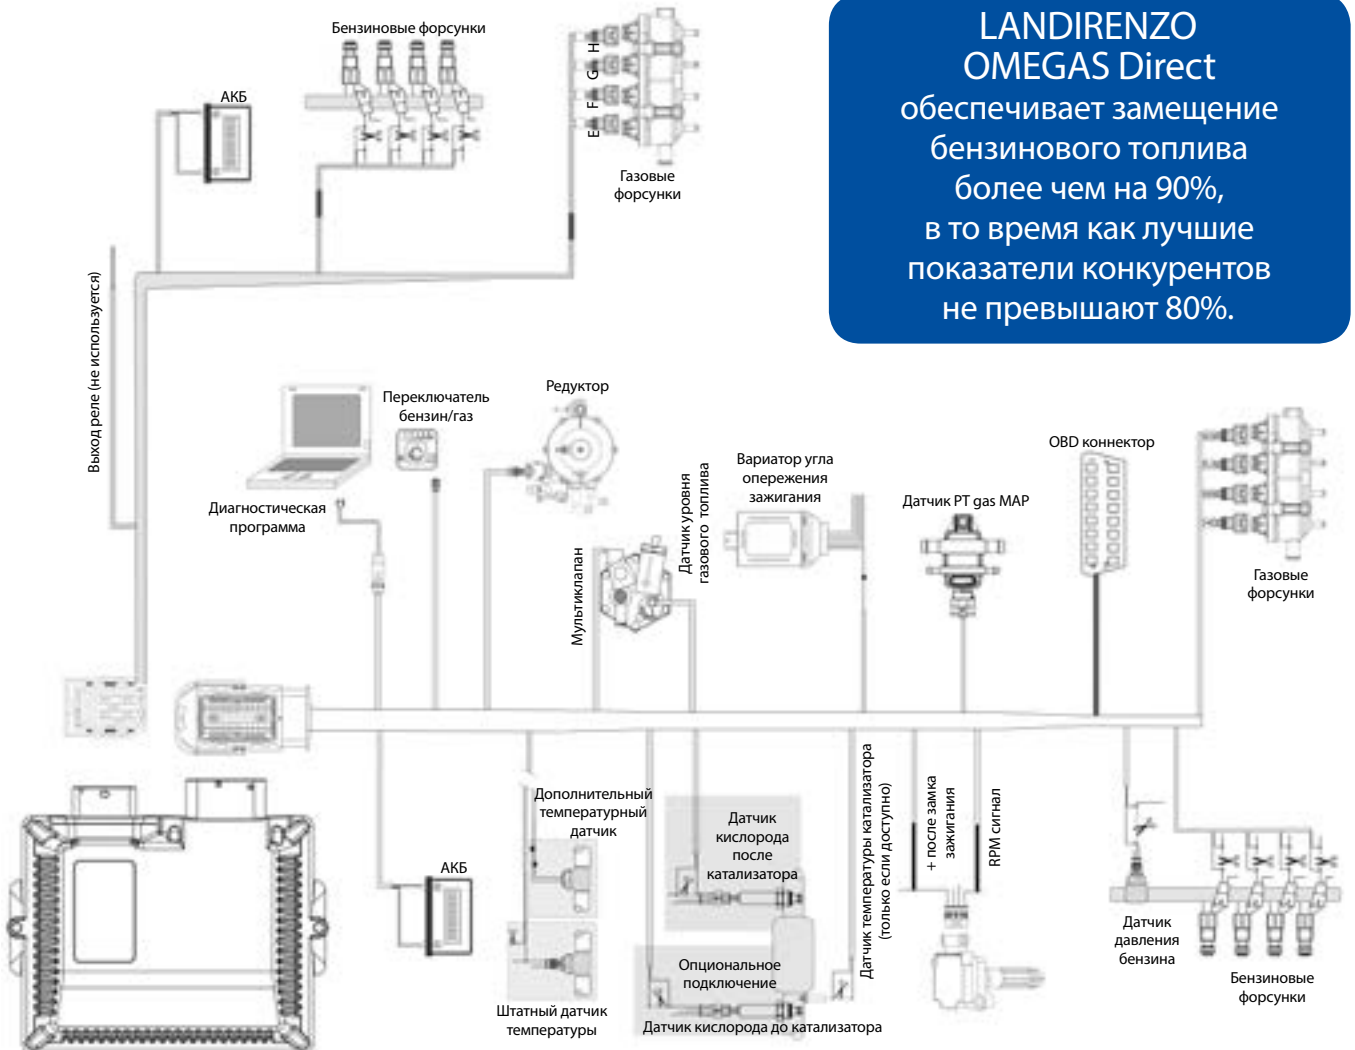 LANDIRENZO
OMEGAS Direct
обеспечивает замещение
бензинового топлива
более чем на 90%,
в то время как лучшие
показатели конкурентов
не превышают 80%.
Бензиновые форсунки
АКБ
H
G
F
E
Газовые
форсунки
Выход реле (не используется)
Диагностическая
программа
Переключатель
бензин/газ
Редуктор
Мультиклапан
Датчик уровня
газового топлива
Вариатор угла
опережения
зажигания
Датчик PT gas MAP
OBD коннектор
Газовые
форсунки
АКБ
Дополнительный
температурный
датчик
Штатный датчик
температуры
Датчик
кислорода
после
катализатора
Опциональное
подключение
Датчик кислорода до катализатора
Датчик температуры катализатора
(только если доступно)
+ после замка
зажигания
RPM сигнал
Датчик
давления
бензина
Бензиновые
форсунки